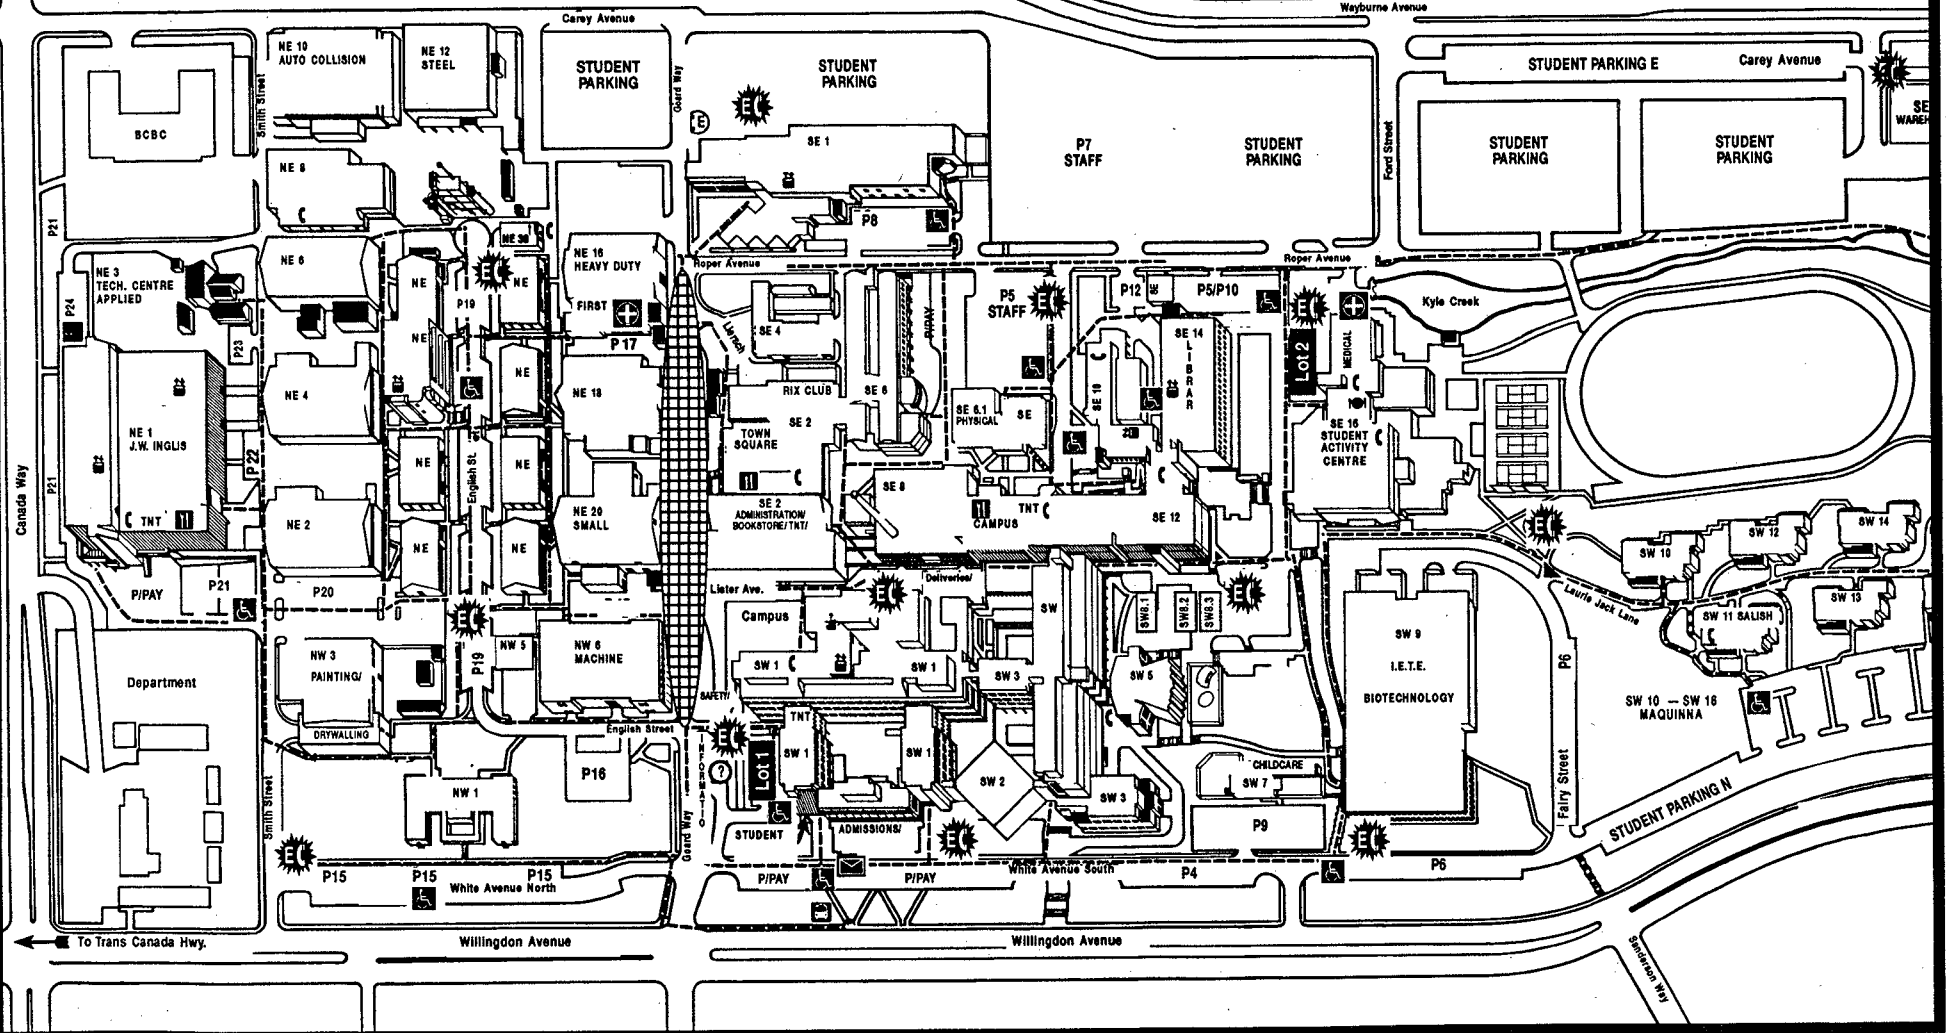 Carey Avenue
Wayburne Avenue
NE 10
AUTO COLLISION
NE 12
STEEL
STUDENT
PARKING
Goard Way
STUDENT
PARKING
STUDENT PARKING E
Carey Avenue
SE
Smith Street
BCBC
SE 1
P7
STAFF
STUDENT
PARKING
Ford Street
STUDENT
PARKING
STUDENT
PARKING
NE 8
P21
P8
NE 6
NE 16
HEAVY DUTY
Roper Avenue
Roper Avenue
NE 3
TECH. CENTRE
APPLIED
P24
NE
P19
NE
FIRST
P 17
SE 4
P/PAY
P5
STAFF
P12
SE
P5/P10
Kyle Creek
P23
NE
NE
SE 14
LIBRAR
Lot 2
MEDICAL
NE 4
NE 18
RIX CLUB
SE 6
SE 2
SE 6.1
PHYSICAL
SE
NE 1
J.W. INGLIS
TOWN
SQUARE
SE 16
STUDENT
ACTIVITY
CENTRE
P 22
NE
English St.
NE
Canada Way
P21
TNT
NE 2
NE
NE
NE 20
SMALL
SE 2
ADMINISTRATION/
BOOKSTORE/TNT/
SE 8
CAMPUS
TNT
SE 12
SW 10
SW 12
SW 14
P/PAY
P21
P20
Lister Ave.
Deliveries/
Campus
SW
SW8.1
SW8.2
SW8.3
Laurie Jack Lane
SW 11 SALISH
SW 13
Department
NW 3
PAINTING/
P19
NW 5
NW 6
MACHINE
SW 1
SW 1
SW 3
SW 5
SW 9
I.E.T.E.
BIOTECHNOLOGY
P6
SW 10 — SW 16
MAQUINNA
SAFETY/
DRYWALLING
English Street
TNT
SW 1
SW 1
INFORMATIO
?
Lot 1
P16
NW 1
SW 2
SW 3
CHILDCARE
SW 7
P9
Smith Street
Goard Way
STUDENT
ADMISSIONS/
Fairy Street
STUDENT PARKING N
P15
P15
P15
White Avenue North
P/PAY
P/PAY
White Avenue South
P4
P6
To Trans Canada Hwy.
Willingdon Avenue
Willingdon Avenue
Sanderson Way